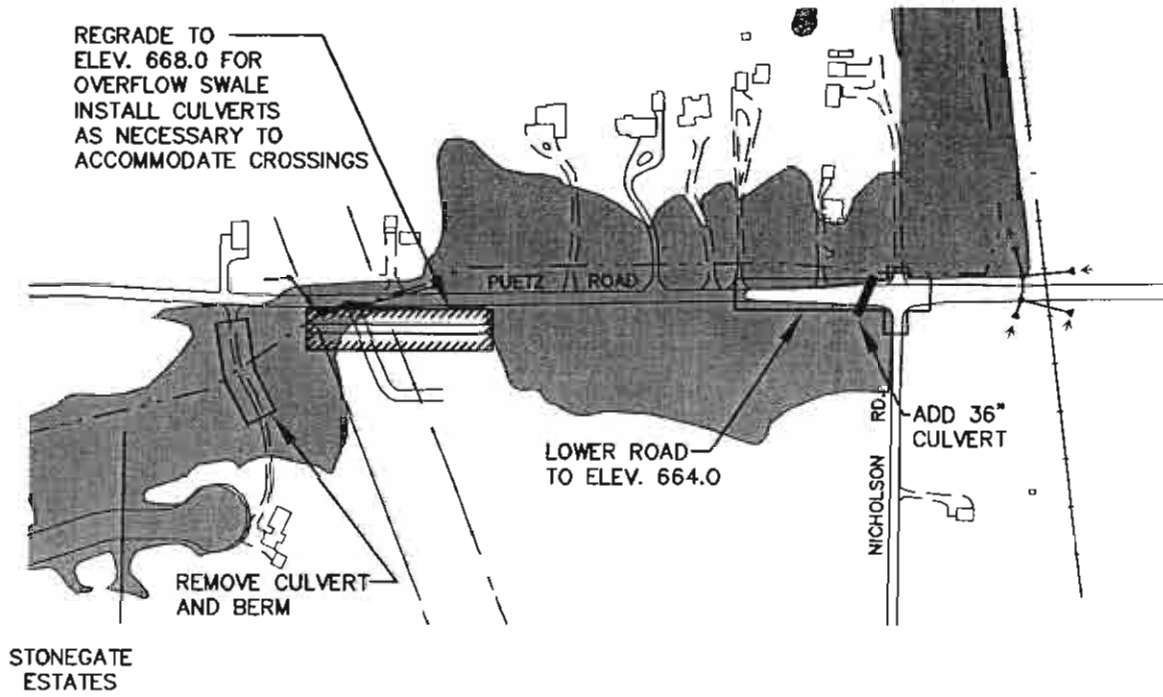 REGRADE TO
ELEV. 668.0 FOR
OVERFLOW SWALE
INSTALL CULVERTS
AS NECESSARY TO
ACCOMMODATE CROSSINGS
PUETZ ROAD
LOWER ROAD
TO ELEV. 664.0
ADD 36"
CULVERT
NICHOLSON RD.
REMOVE CULVERT
AND BERM
STONEGATE
ESTATES